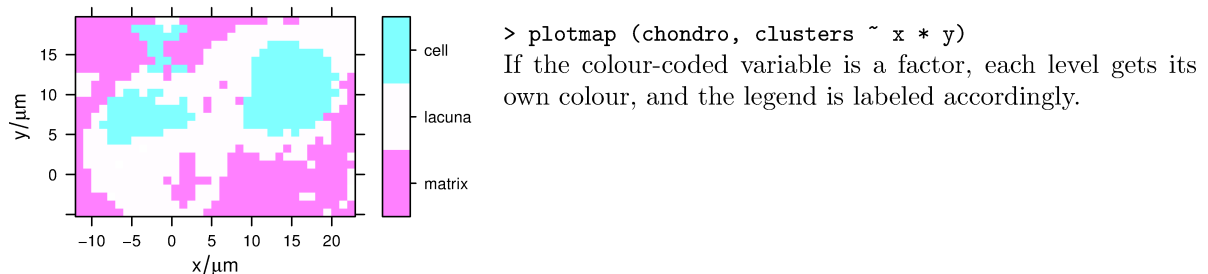 > plotmap (chondro, clusters ~ x * y)
If the colour-coded variable is a factor, each level gets its
own colour, and the legend is labeled accordingly.
15
10
5
0
y/μm
−10 −5 0 5 10 15 20
x/μm
cell
lacuna
matrix